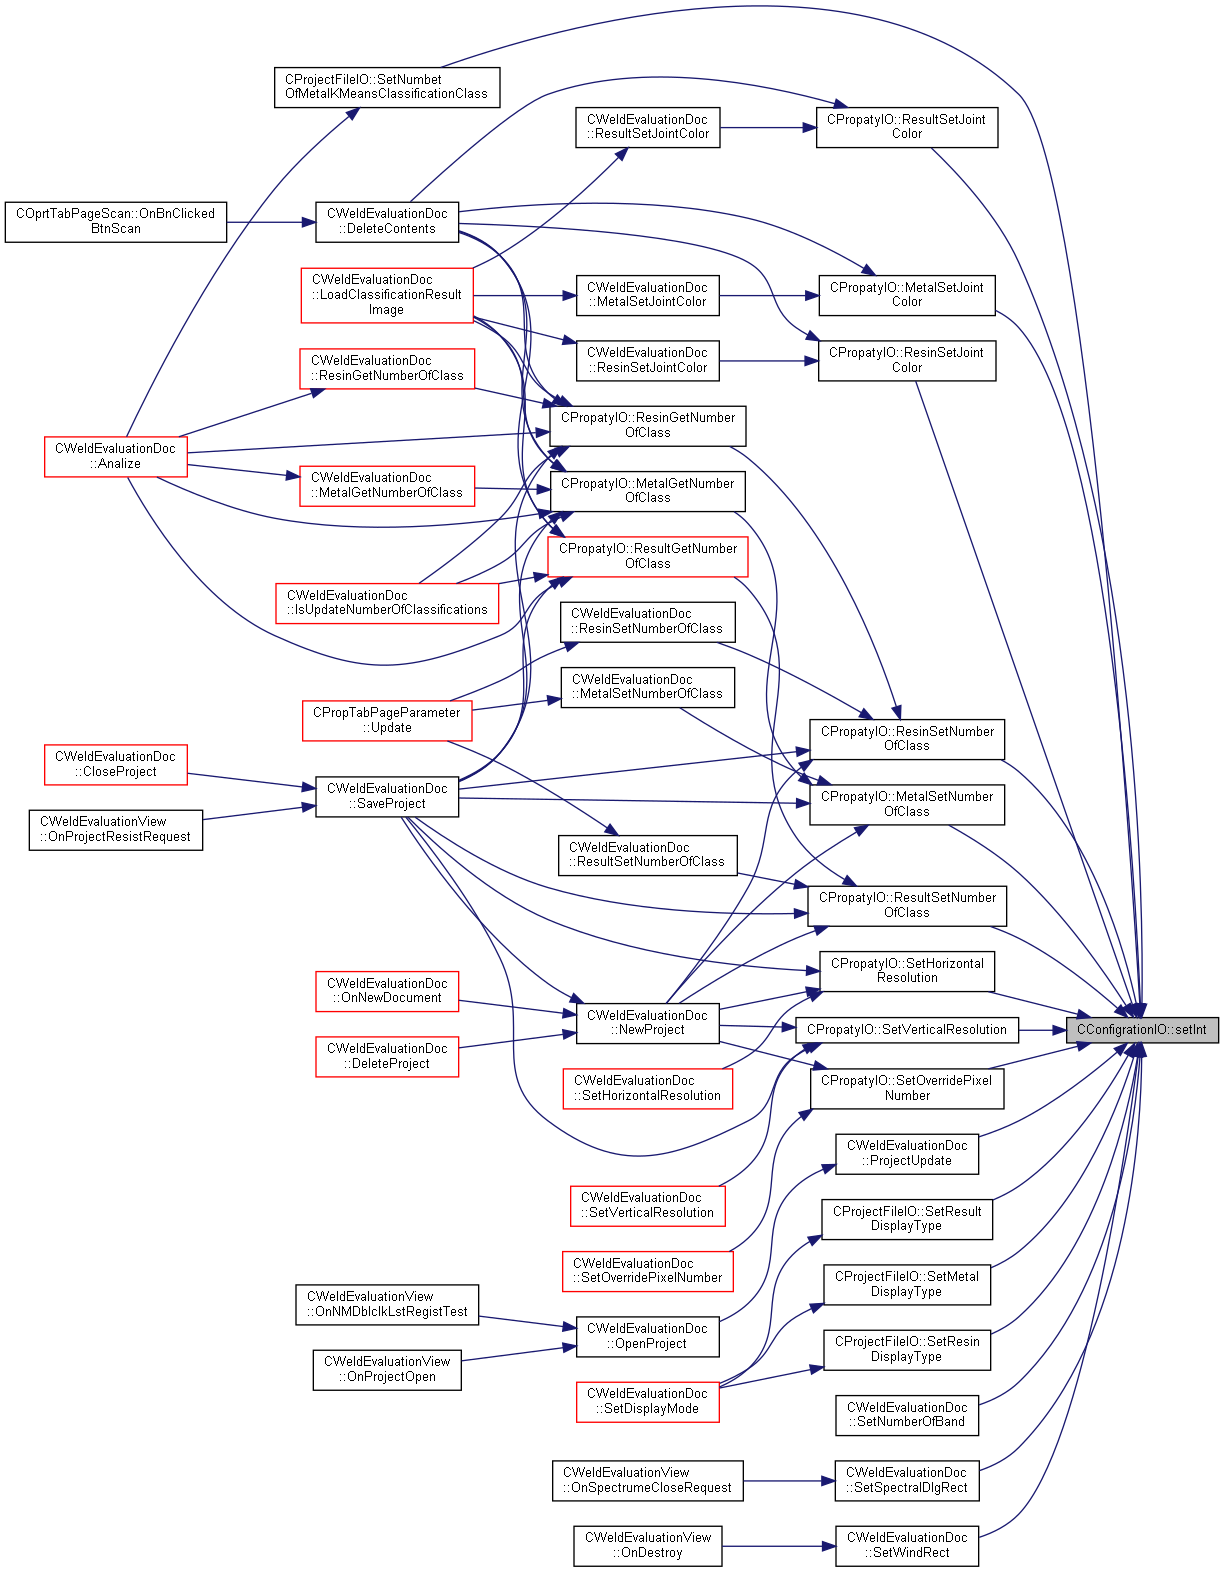 CProjectFileIO::SetNumbet
OfMetalKMeansClassificationClass
CWeldEvaluationDoc
::ResultSetJointColor
CPropatyIO::ResultSetJoint
Color
COprtTabPageScan::OnBnClicked
BtnScan
CWeldEvaluationDoc
::DeleteContents
CWeldEvaluationDoc
::LoadClassificationResult
Image
CWeldEvaluationDoc
::MetalSetJointColor
CPropatyIO::MetalSetJoint
Color
CWeldEvaluationDoc
::ResinGetNumberOfClass
CWeldEvaluationDoc
::ResinSetJointColor
CPropatyIO::ResinSetJoint
Color
CWeldEvaluationDoc
::Analize
CPropatyIO::ResinGetNumber
OfClass
CWeldEvaluationDoc
::MetalGetNumberOfClass
CPropatyIO::MetalGetNumber
OfClass
CPropatyIO::ResultGetNumber
OfClass
CWeldEvaluationDoc
::IsUpdateNumberOfClassifications
CWeldEvaluationDoc
::ResinSetNumberOfClass
CWeldEvaluationDoc
::MetalSetNumberOfClass
CPropTabPageParameter
::Update
CPropatyIO::ResinSetNumber
OfClass
CWeldEvaluationDoc
::CloseProject
CWeldEvaluationDoc
::SaveProject
CPropatyIO::MetalSetNumber
OfClass
CWeldEvaluationView
::OnProjectResistRequest
CWeldEvaluationDoc
::ResultSetNumberOfClass
CPropatyIO::ResultSetNumber
OfClass
CWeldEvaluationDoc
::OnNewDocument
CPropatyIO::SetHorizontal
Resolution
CWeldEvaluationDoc
::NewProject
CPropatyIO::SetVerticalResolution
CConfigrationIO::setInt
CWeldEvaluationDoc
::DeleteProject
CWeldEvaluationDoc
::SetHorizontalResolution
CPropatyIO::SetOverridePixel
Number
CWeldEvaluationDoc
::ProjectUpdate
CWeldEvaluationDoc
::SetVerticalResolution
CProjectFileIO::SetResult
DisplayType
CWeldEvaluationDoc
::SetOverridePixelNumber
CProjectFileIO::SetMetal
DisplayType
CWeldEvaluationView
::OnNMDblclkLstRegistTest
CWeldEvaluationDoc
::OpenProject
CProjectFileIO::SetResin
DisplayType
CWeldEvaluationView
::OnProjectOpen
CWeldEvaluationDoc
::SetDisplayMode
CWeldEvaluationDoc
::SetNumberOfBand
CWeldEvaluationView
::OnSpectrumeCloseRequest
CWeldEvaluationDoc
::SetSpectralDlgRect
CWeldEvaluationView
::OnDestroy
CWeldEvaluationDoc
::SetWindRect